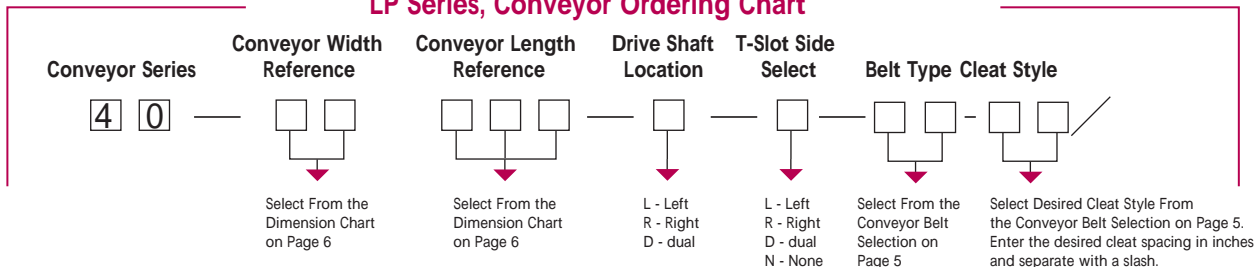 LP Series, Conveyor Ordering Chart
Conveyor Series
Conveyor Width
Reference
Conveyor Length
Reference
Drive Shaft
Location
T-Slot Side
Select
Belt Type
Cleat Style
4 0
Select From the
Dimension Chart
on Page 6
Select From the
Dimension Chart
on Page 6
L - Left
R - Right
D - dual
L - Left
R - Right
D - dual
N - None
Select From the
Conveyor Belt
Selection on
Page 5
Select Desired Cleat Style From
the Conveyor Belt Selection on Page 5.
Enter the desired cleat spacing in inches
and separate with a slash.